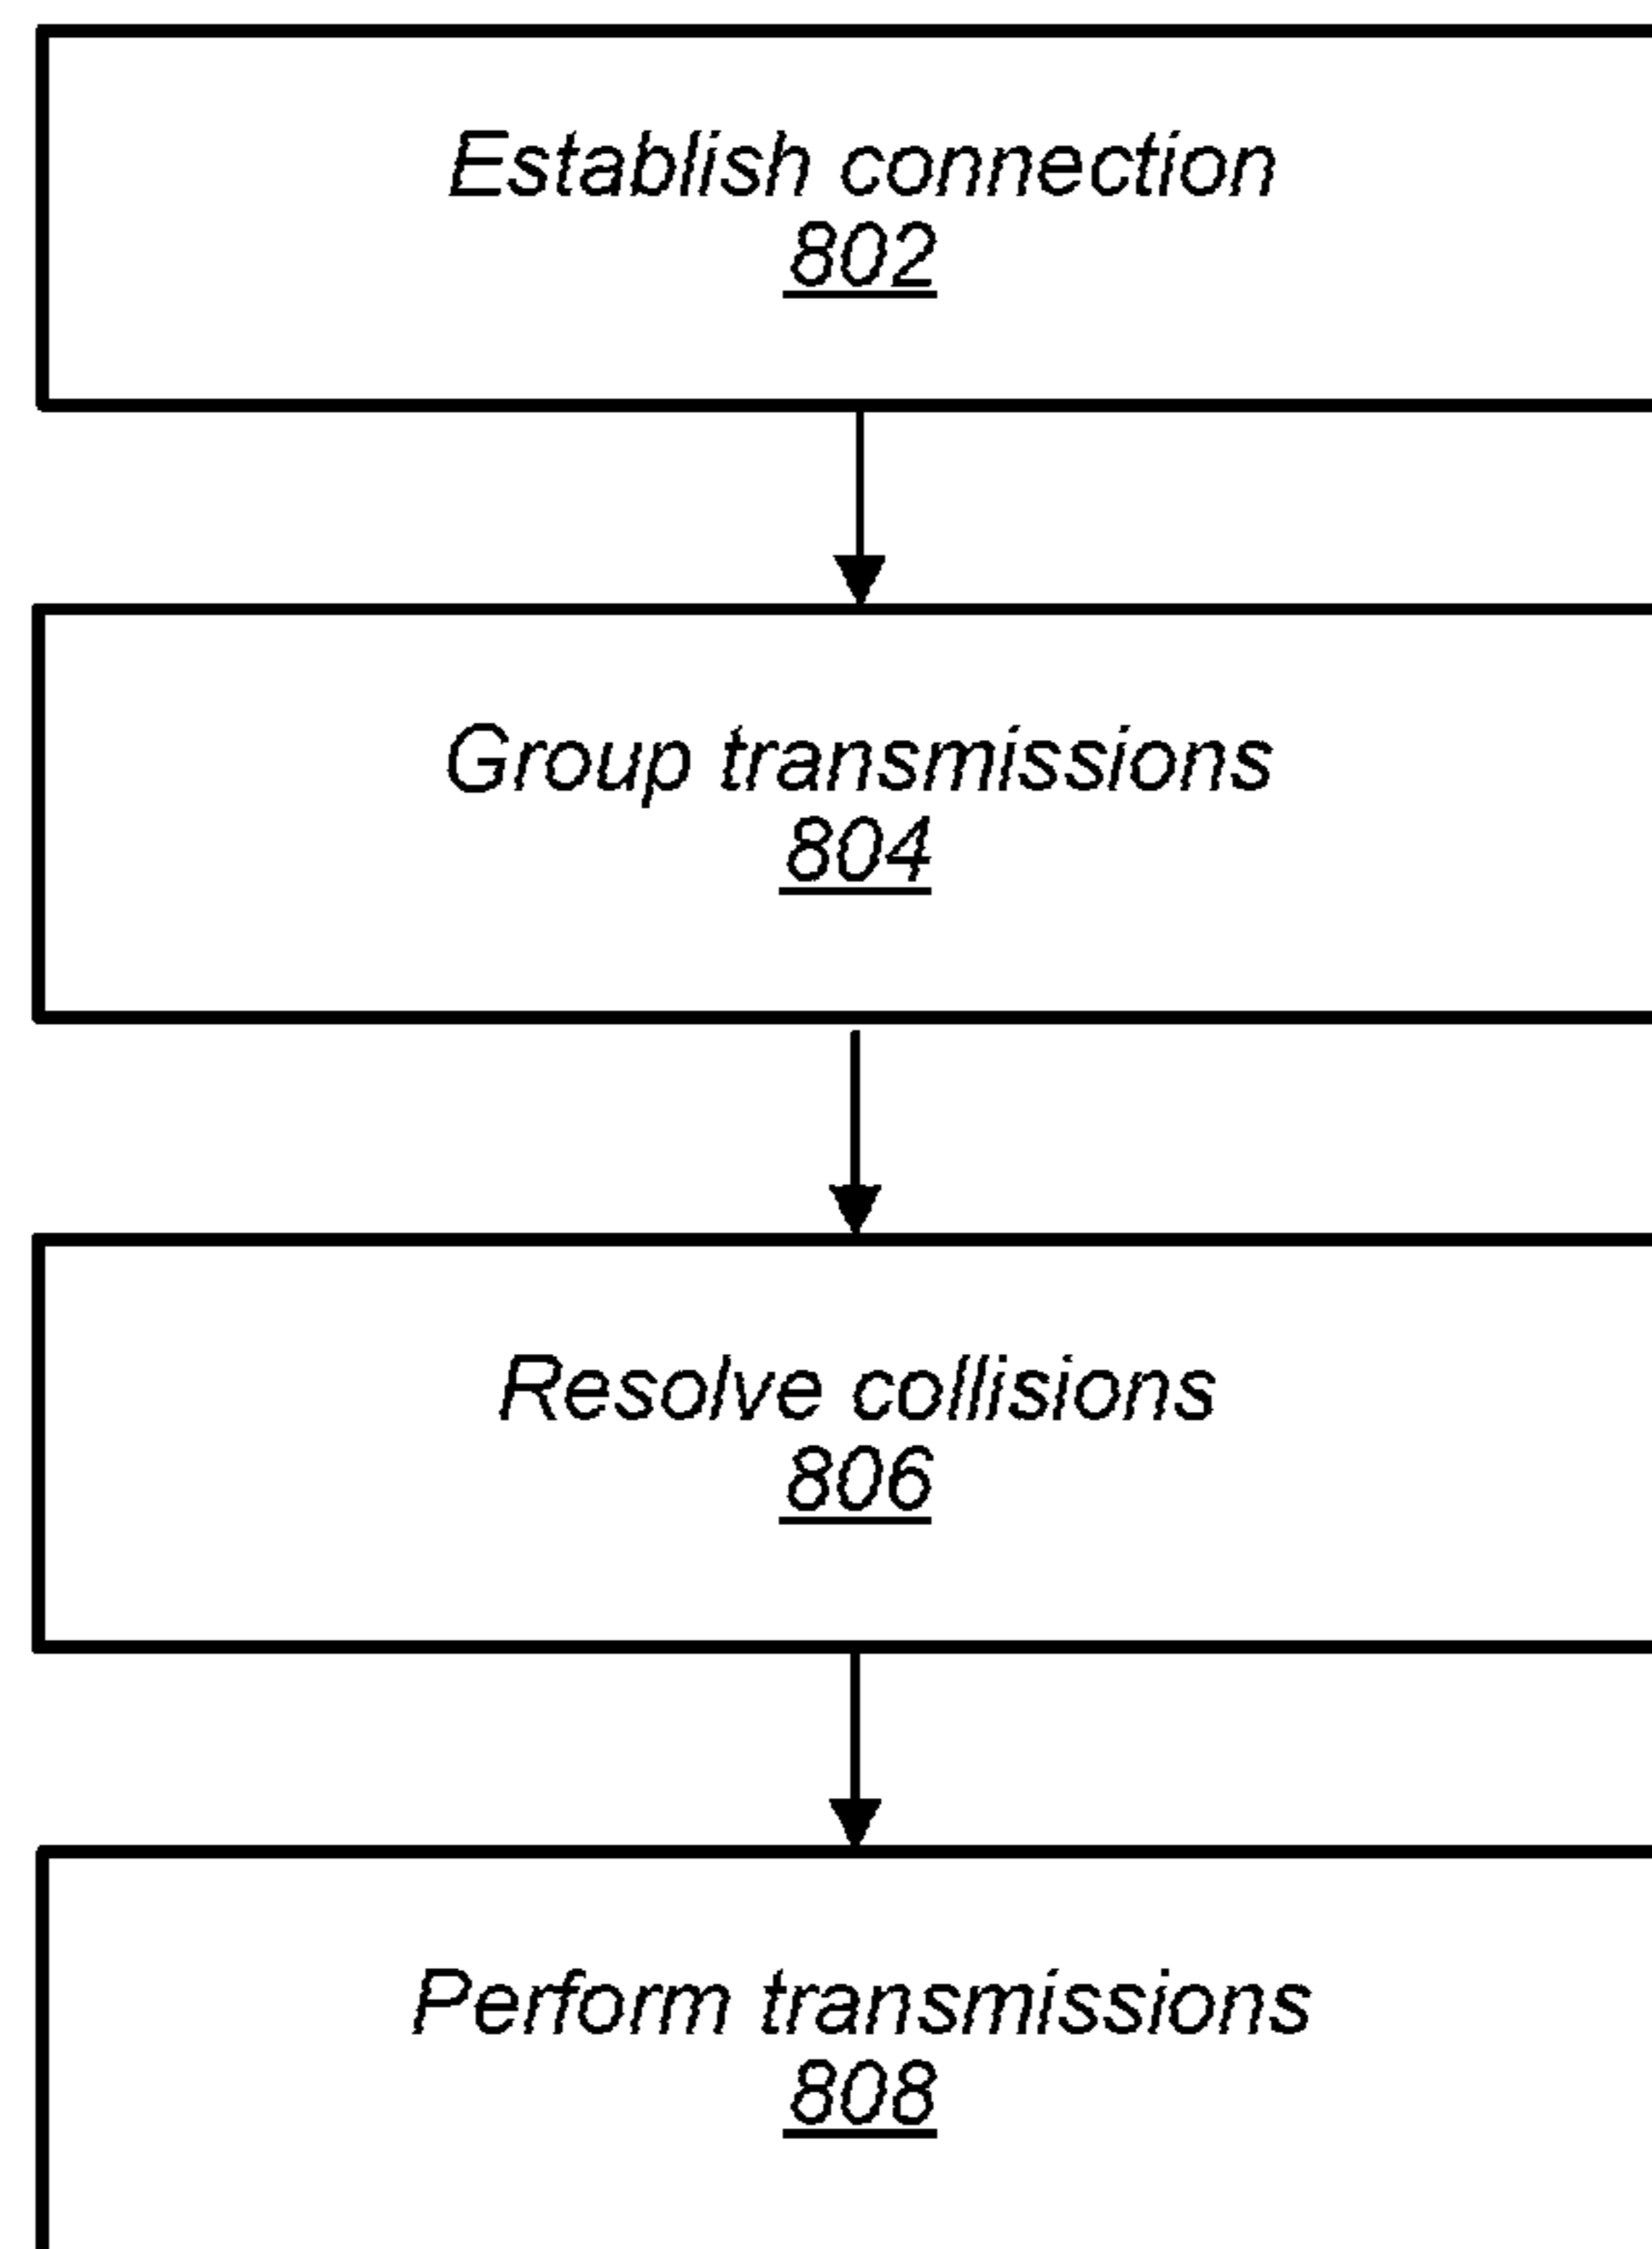 Establish connection
802
Group transmissions
804
Resolve collisions
806
Perform transmissions
808